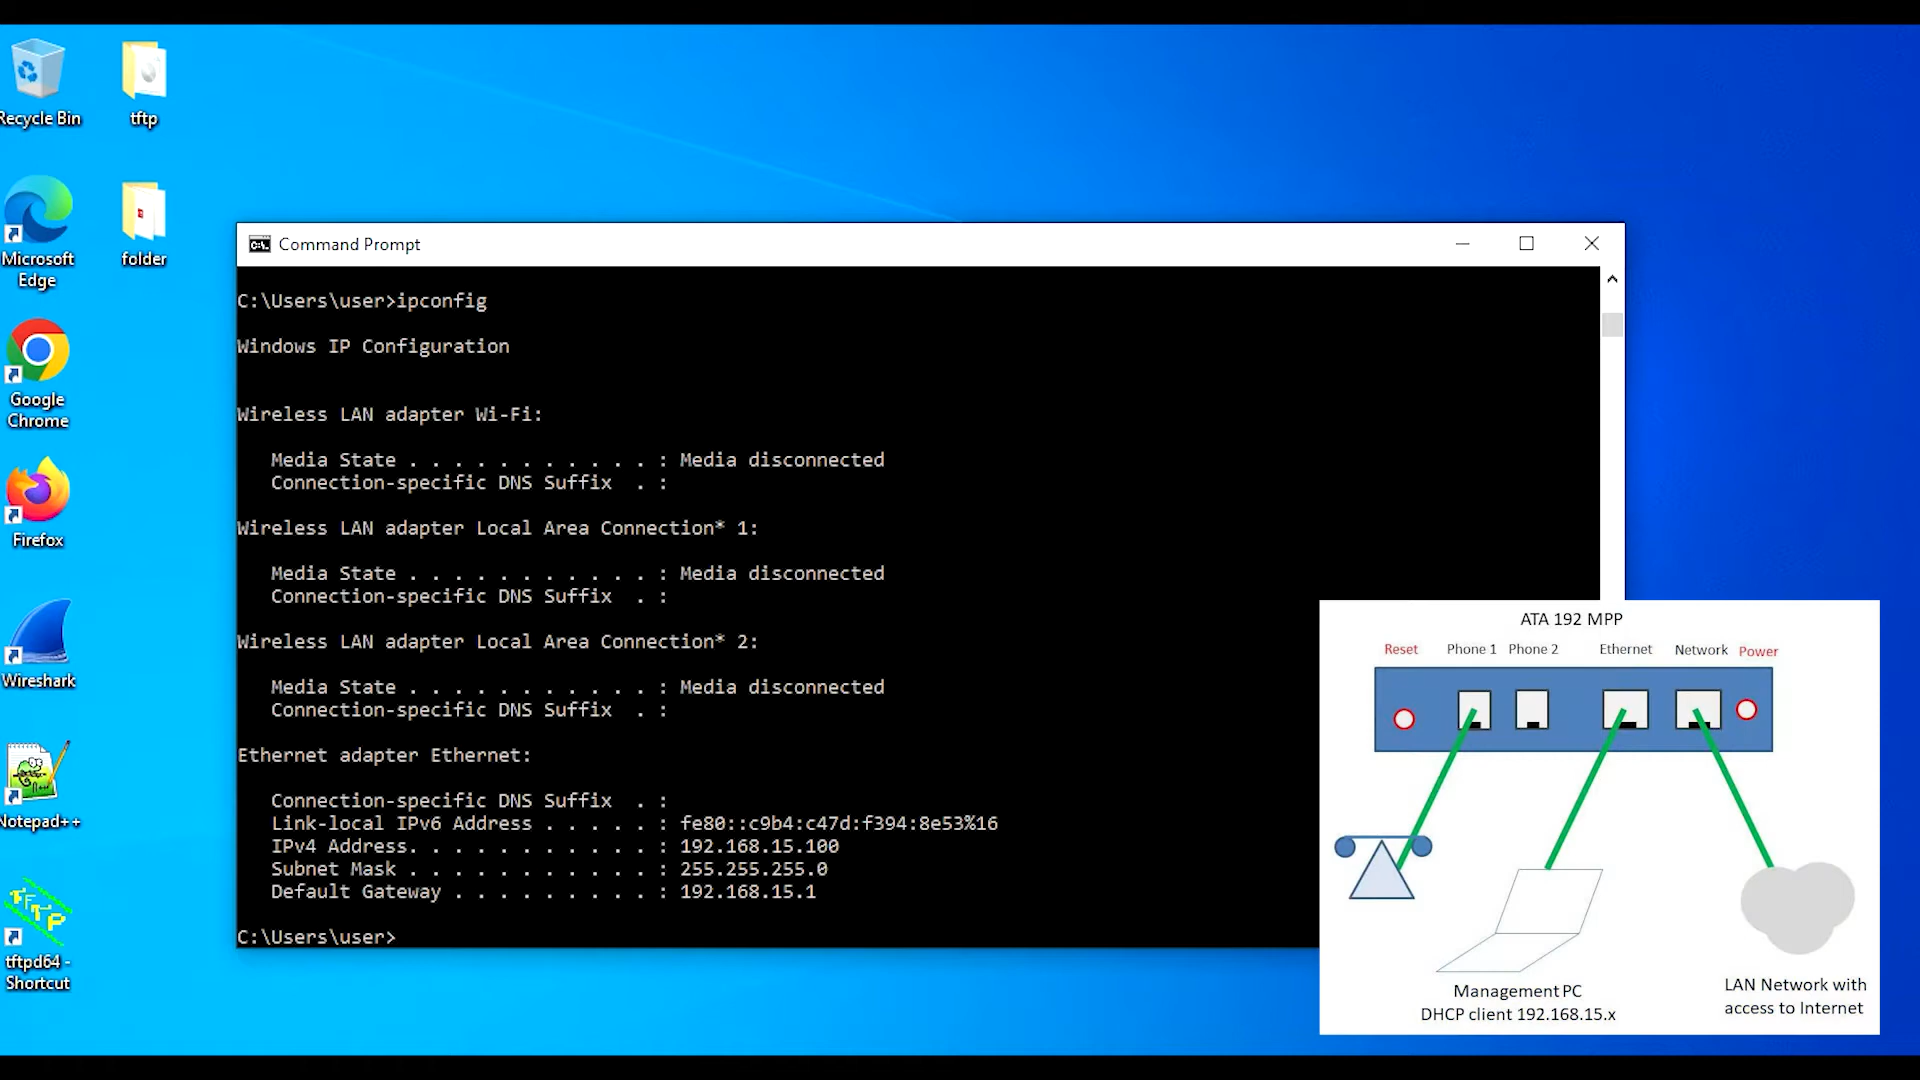 Recycle Bin
tftp
Microsoft
Edge
folder
Google
Chrome
Firefox
Wireshark
Notepad++
tftpd64 -
Shortcut
Command Prompt
C:\Users\user>ipconfig
Windows IP Configuration
Wireless LAN adapter Wi-Fi:
Media State . . . . . . . . . . . : Media disconnected
Connection-specific DNS Suffix  . :
Wireless LAN adapter Local Area Connection* 1:
Media State . . . . . . . . . . . : Media disconnected
Connection-specific DNS Suffix  . :
Wireless LAN adapter Local Area Connection* 2:
Media State . . . . . . . . . . . : Media disconnected
Connection-specific DNS Suffix  . :
Ethernet adapter Ethernet:
Connection-specific DNS Suffix  . :
Link-local IPv6 Address . . . . . : fe80::c9b4:c47d:f394:8e53%16
IPv4 Address. . . . . . . . . . . : 192.168.15.100
Subnet Mask . . . . . . . . . . . : 255.255.255.0
Default Gateway . . . . . . . . . : 192.168.15.1
C:\Users\user>
ATA 192 MPP
Reset Phone 1 Phone 2 Ethernet Network Power
Management PC
DHCP client 192.168.15.x
LAN Network with
access to Internet